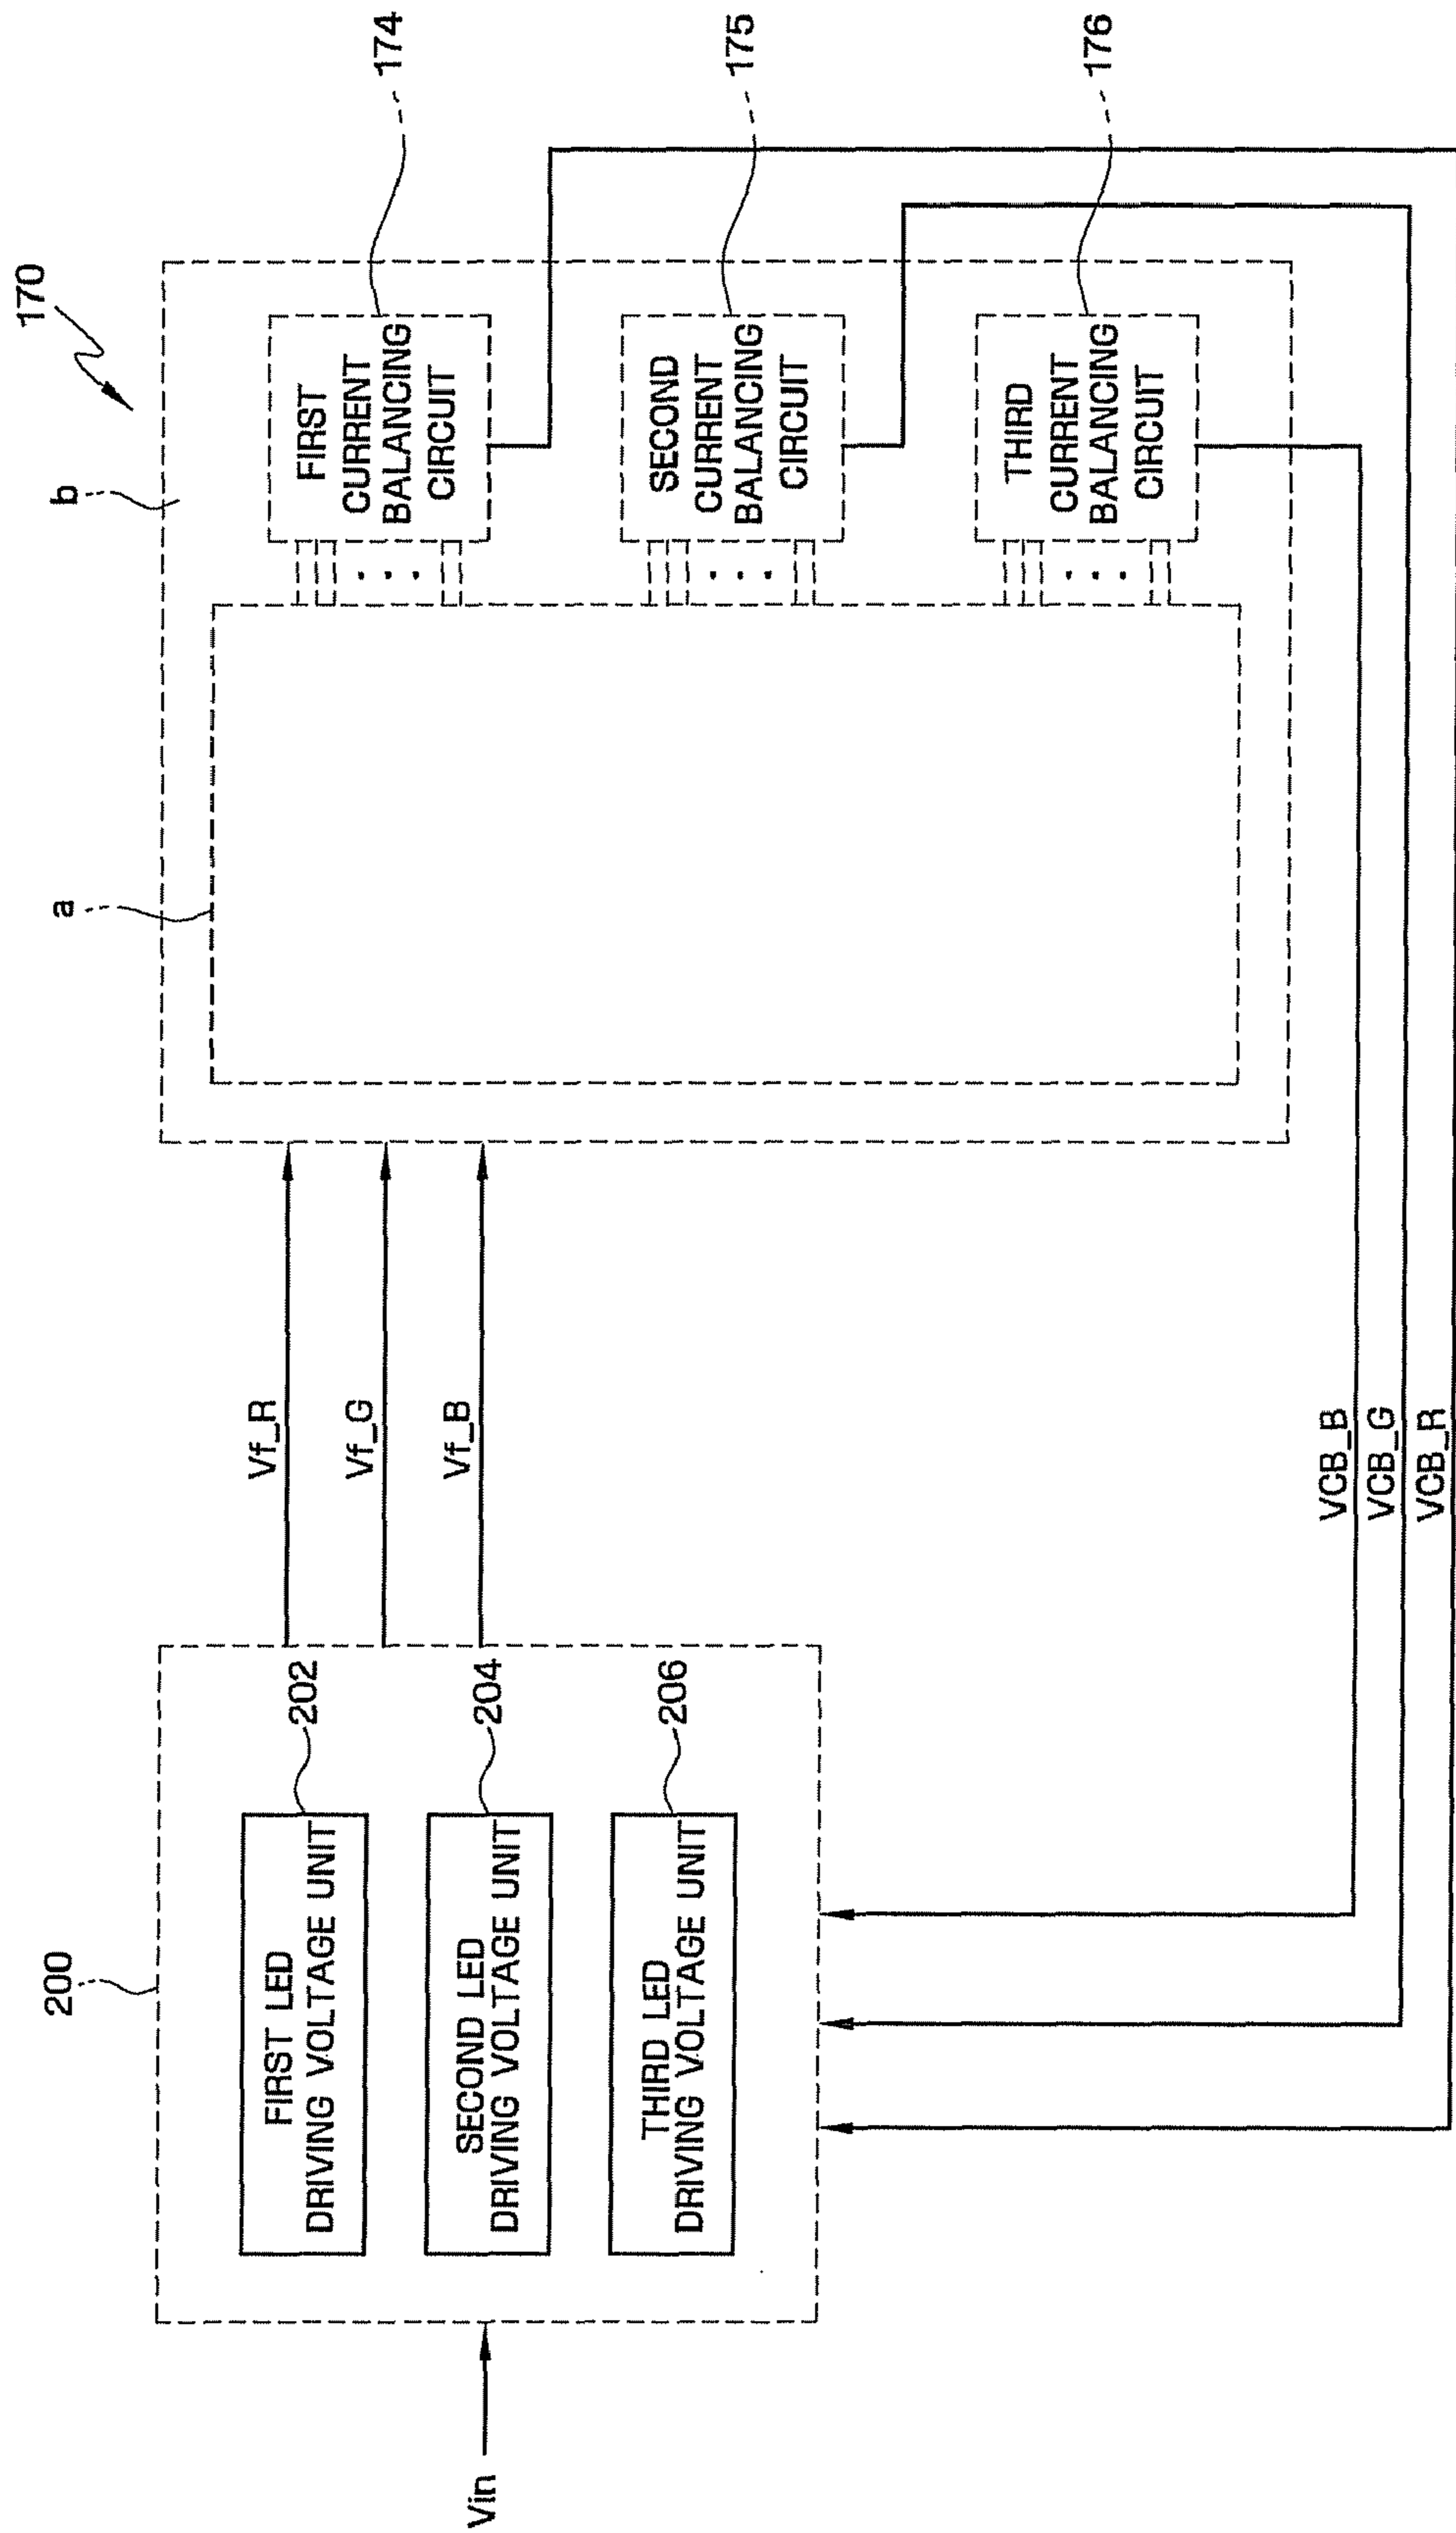 170
b
a
200
174
175
176
FIRST
CURRENT
BALANCING
CIRCUIT
SECOND
CURRENT
BALANCING
CIRCUIT
THIRD
CURRENT
BALANCING
CIRCUIT
Vf_R
Vf_G
Vf_B
202
204
206
FIRST LED
DRIVING VOLTAGE UNIT
SECOND LED
DRIVING VOLTAGE UNIT
THIRD LED
DRIVING VOLTAGE UNIT
Vin
VCB_B
VCB_G
VCB_R